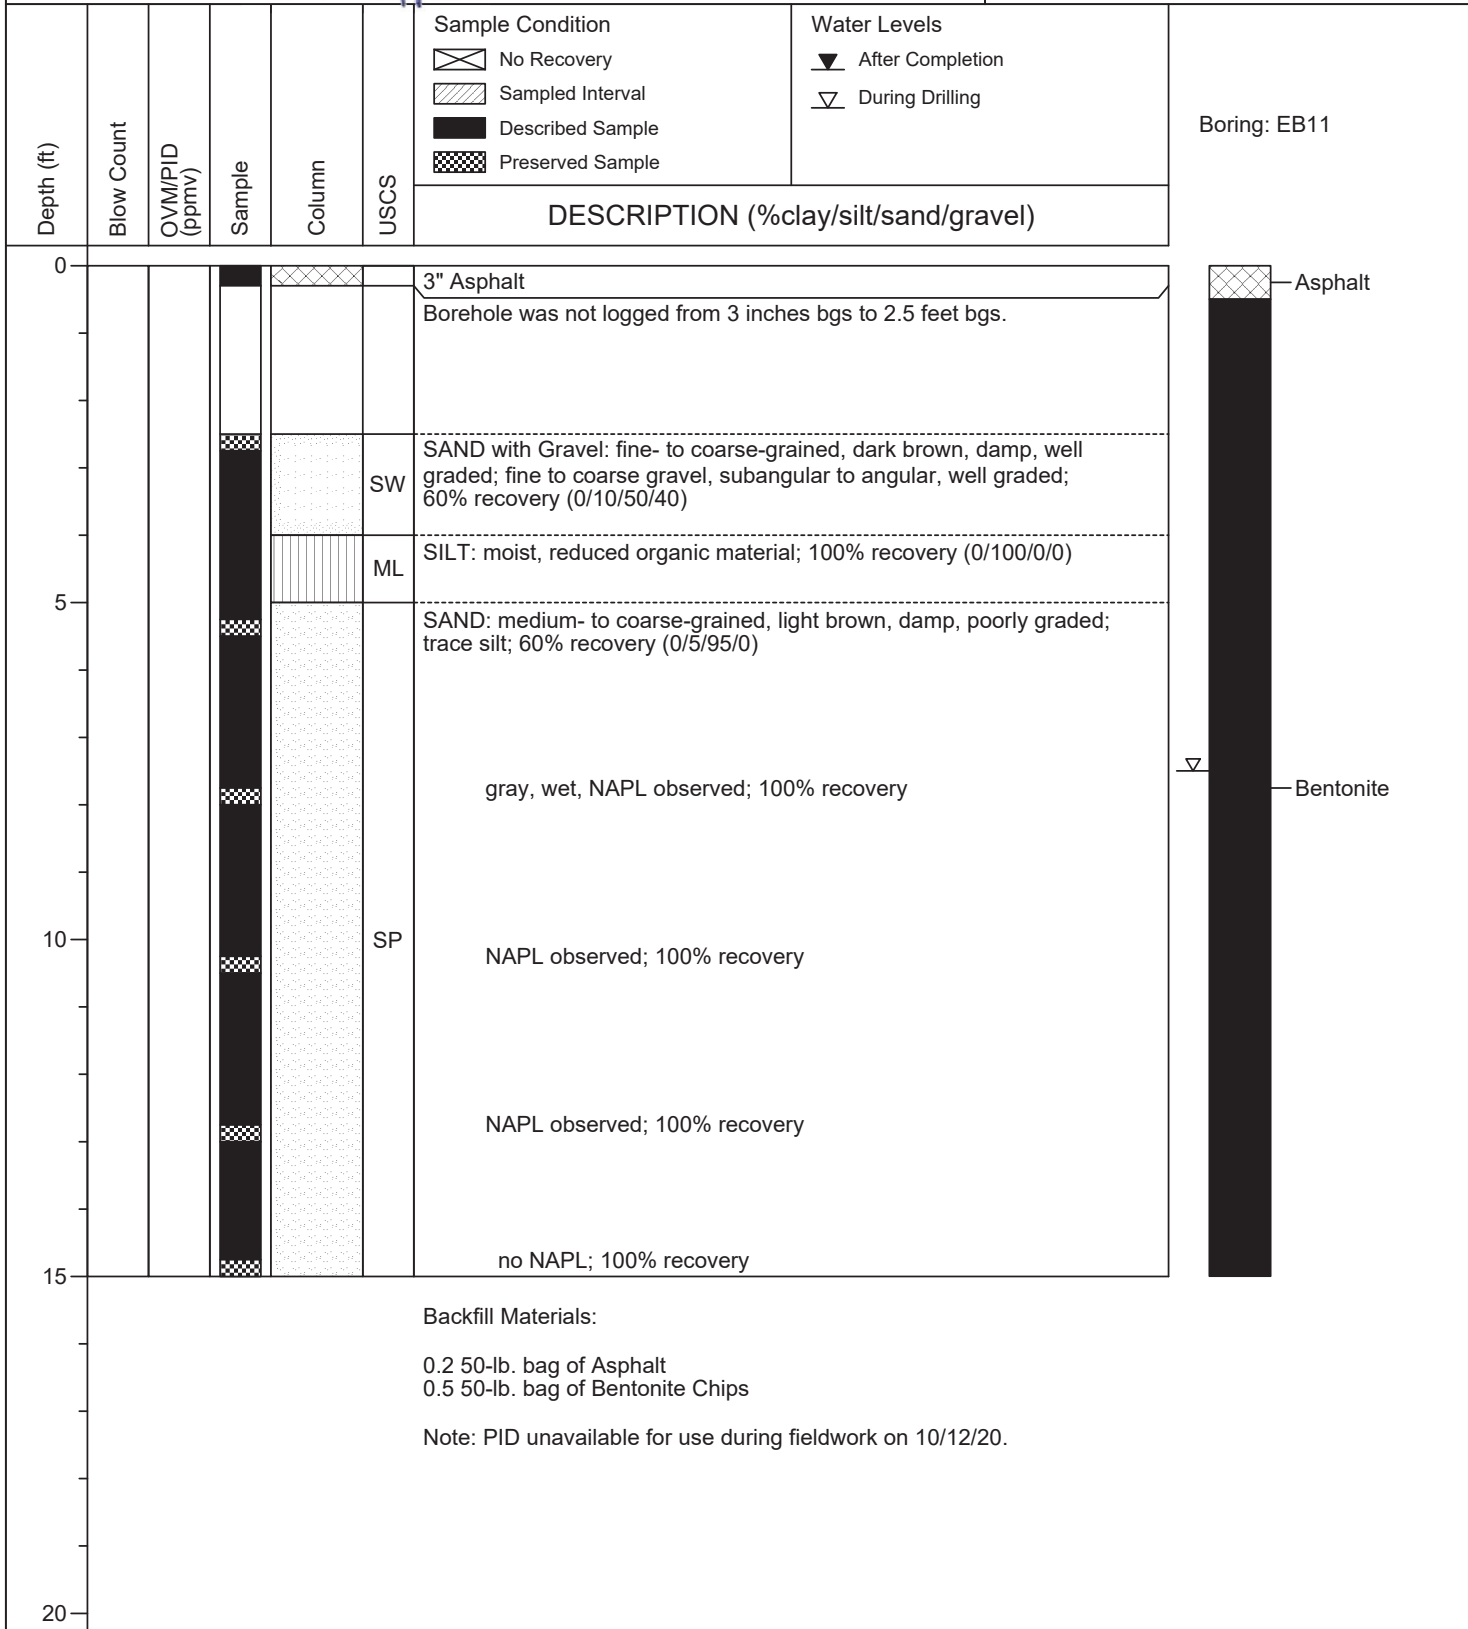 Sample Condition
No Recovery
Sampled Interval
Described Sample
Preserved Sample
Water Levels
After Completion
During Drilling
Boring: EB11
Depth (ft)
Blow Count
OVM/PID
(ppmv)
Sample
Column
USCS
DESCRIPTION (%clay/silt/sand/gravel)
0
3" Asphalt
Asphalt
Borehole was not logged from 3 inches bgs to 2.5 feet bgs.
SAND with Gravel: fine- to coarse-grained, dark brown, damp, well
graded; fine to coarse gravel, subangular to angular, well graded;
60% recovery (0/10/50/40)
SW
SILT: moist, reduced organic material; 100% recovery (0/100/0/0)
ML
5
SAND: medium- to coarse-grained, light brown, damp, poorly graded;
trace silt; 60% recovery (0/5/95/0)
gray, wet, NAPL observed; 100% recovery
Bentonite
10
SP
NAPL observed; 100% recovery
NAPL observed; 100% recovery
no NAPL; 100% recovery
15
Backfill Materials:
0.2 50-lb. bag of Asphalt
0.5 50-lb. bag of Bentonite Chips
Note: PID unavailable for use during fieldwork on 10/12/20.
20